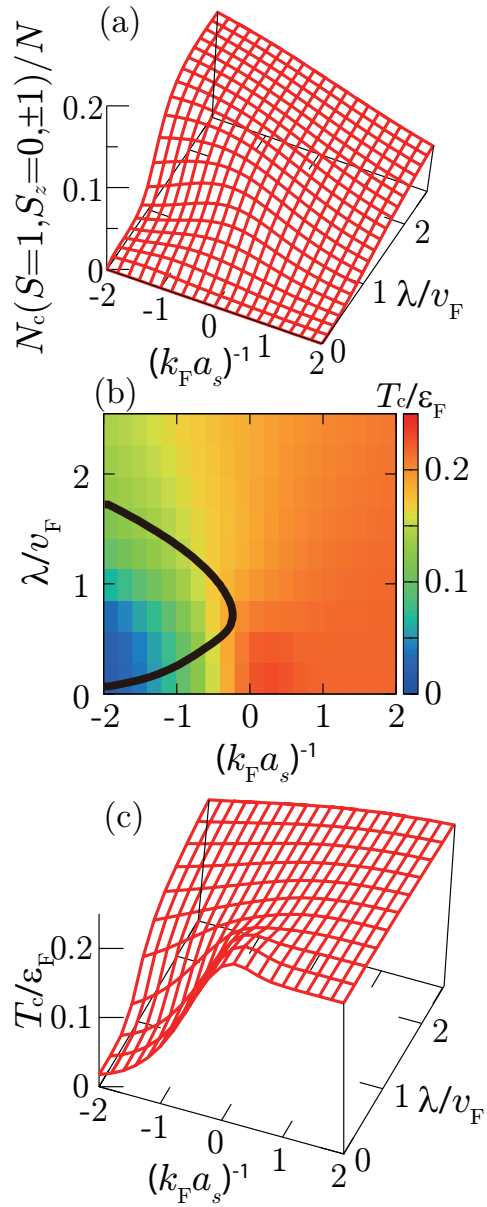 (a)
N_c(S=1,S_z=0,±1)/N
0.2
0.1
0
-2
-1
0
1
2
0
1
2
λ/v_F
(k_F a_s)^-1
(b)
T_c/ε_F
2
1
0
λ/v_F
-2
-1
0
1
2
(k_F a_s)^-1
0.2
0.1
0
(c)
T_c/ε_F
0.2
0.1
0
-2
-1
0
1
2
0
1
2
λ/v_F
(k_F a_s)^-1